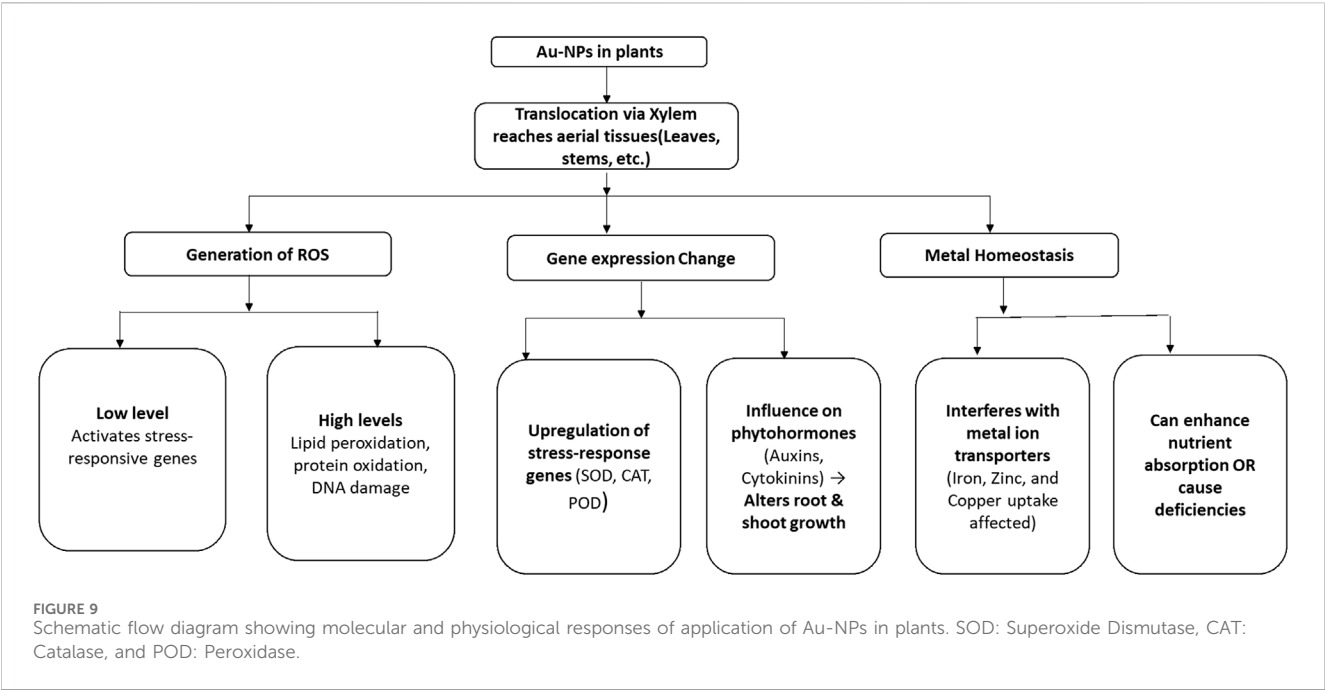 Au-NPs in plants
Translocation via Xylem
reaches aerial tissues(Leaves,
stems, etc.)
Generation of ROS
Gene expression Change
Metal Homeostasis
Low level
Activates stress-
responsive genes
High levels
Lipid peroxidation,
protein oxidation,
DNA damage
Upregulation of
stress-response
genes (SOD, CAT,
POD)
Influence on
phytohormones
(Auxins,
Cytokinins) →
Alters root &
shoot growth
Interferes with
metal ion
transporters
(Iron, Zinc, and
Copper uptake
affected)
Can enhance
nutrient
absorption OR
cause
deficiencies
FIGURE 9
Schematic flow diagram showing molecular and physiological responses of application of Au-NPs in plants. SOD: Superoxide Dismutase, CAT:
Catalase, and POD: Peroxidase.